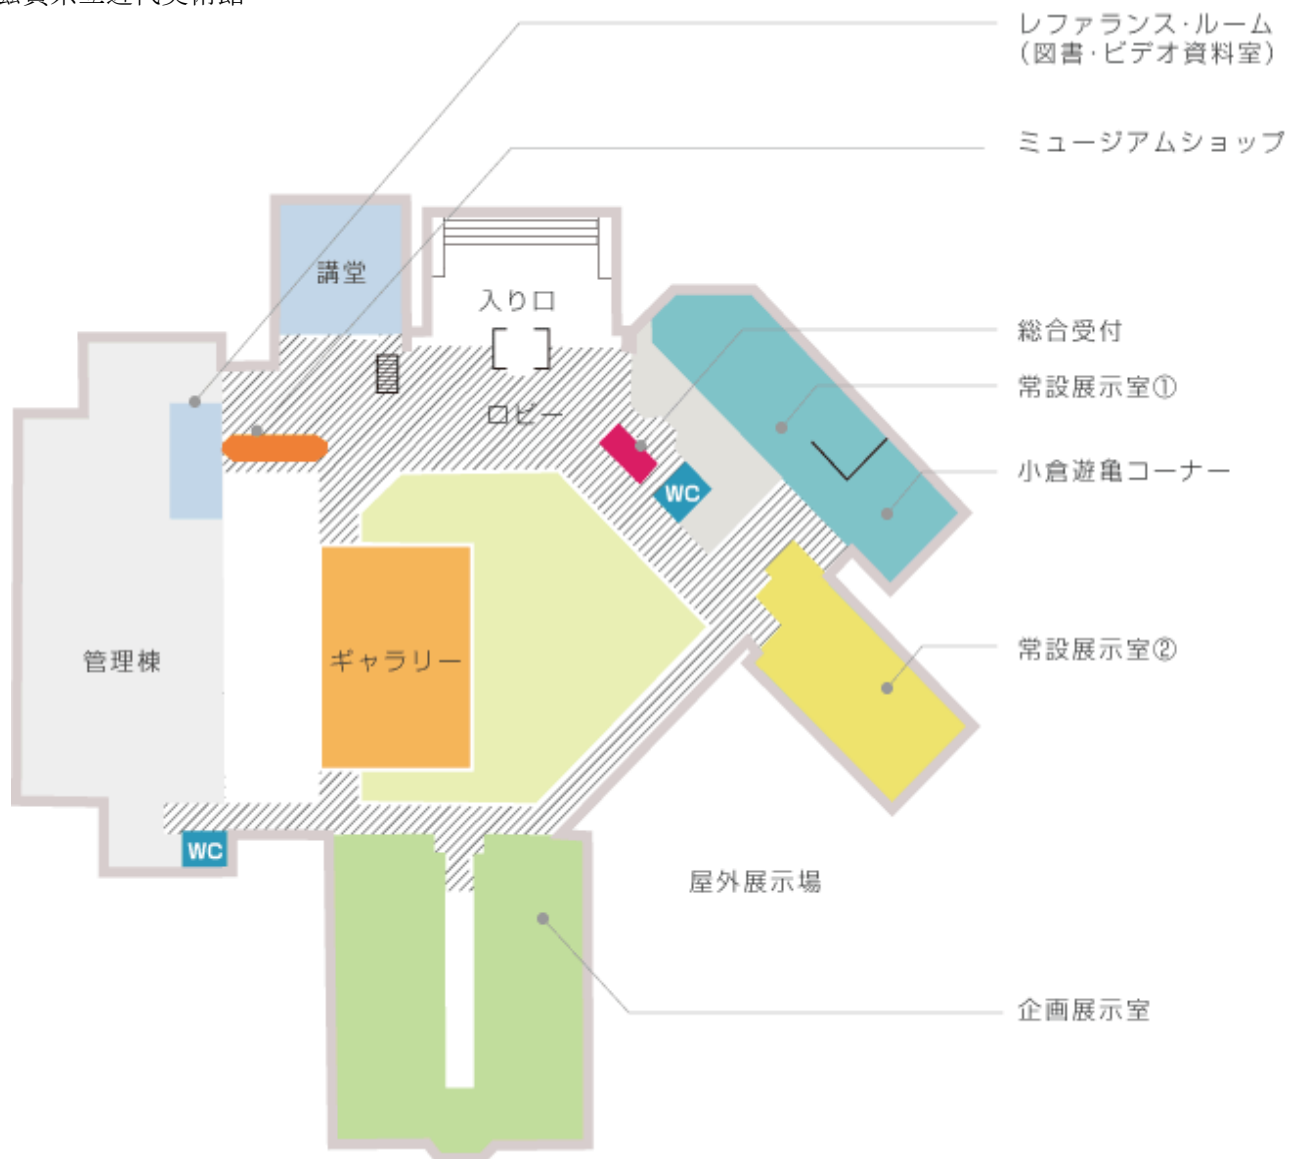 レファランス・ルーム
(図書・ビデオ資料室)
ミュージアムショップ
講堂
入り口
総合受付
常設展示室①
ロビー
小倉遊亀コーナー
WC
常設展示室②
管理棟
ギャラリー
WC
屋外展示場
企画展示室